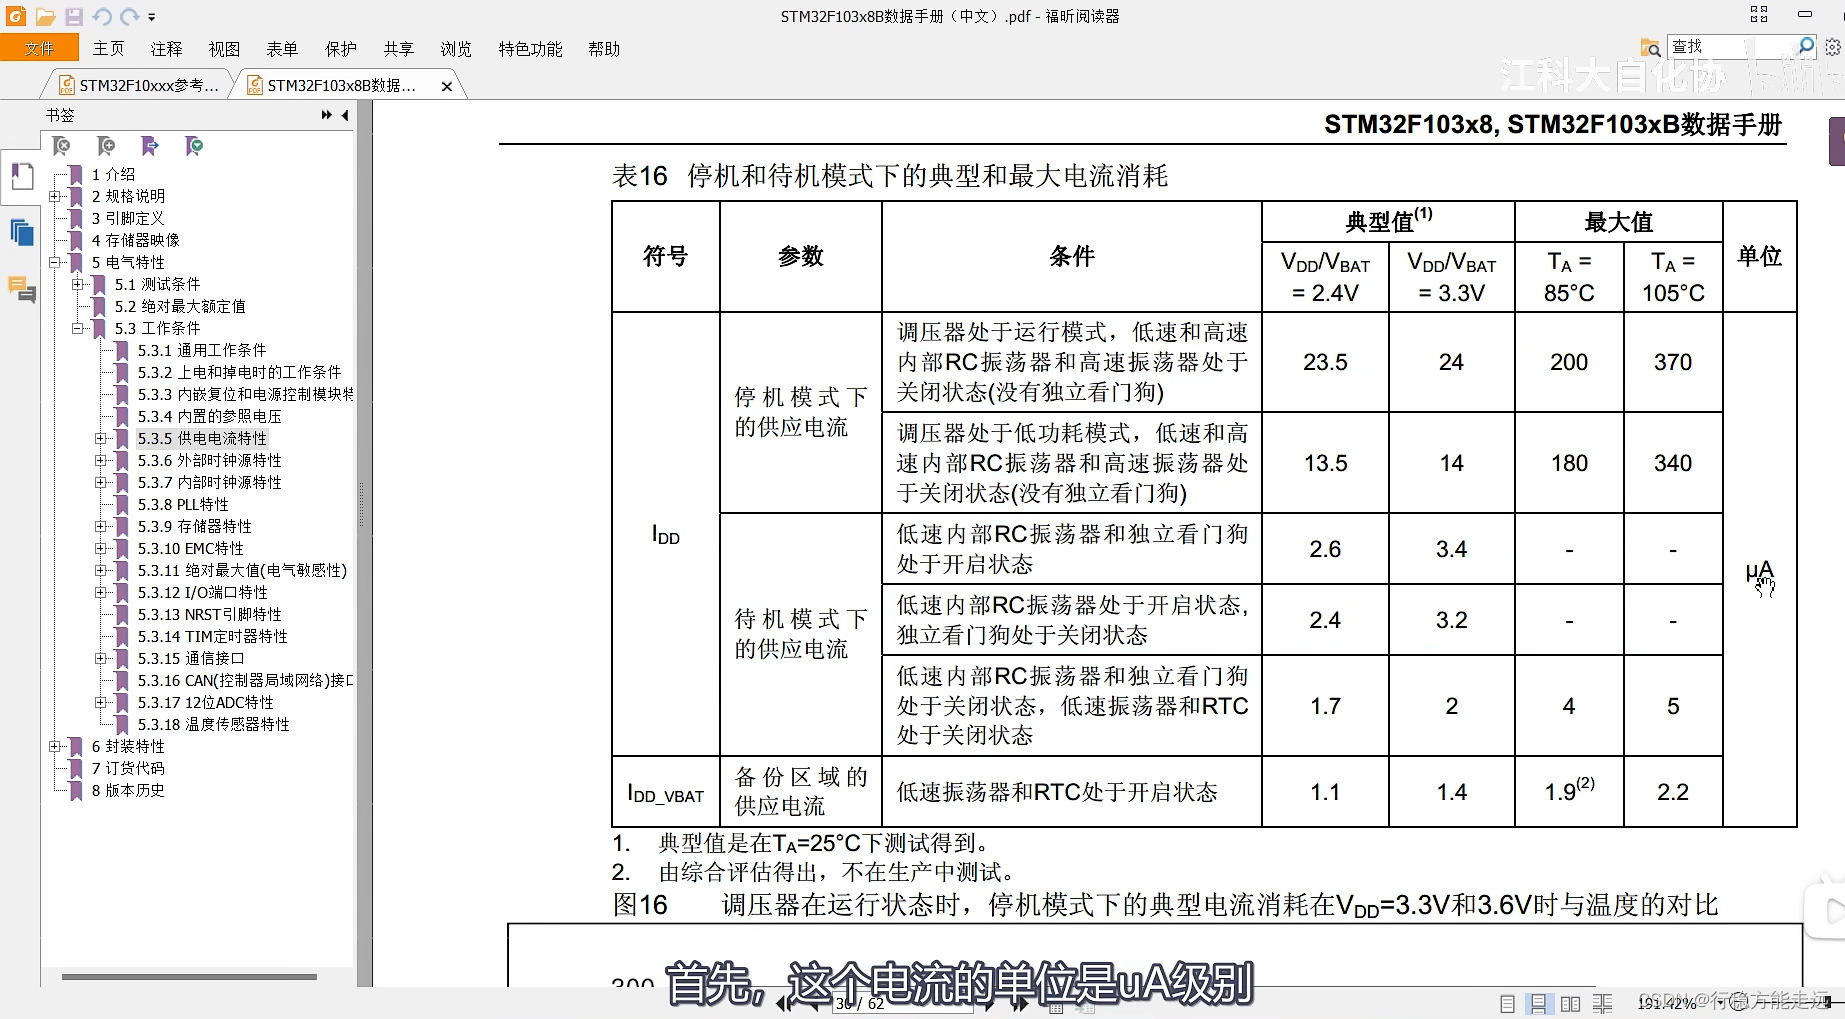 STM32F103x8B数据手册（中文）.pdf - 福昕阅读器
文件 主页 注释 视图 表单 保护 共享 浏览 特色功能 帮助
查找
江科大自化协
STM32F10xxx参考... STM32F103x8B数据...
书签
1 介绍
2 规格说明
3 引脚定义
4 存储器映像
5 电气特性
5.1 测试条件
5.2 绝对最大额定值
5.3 工作条件
5.3.1 通用工作条件
5.3.2 上电和掉电时的工作条件
5.3.3 内嵌复位和电源控制模块特
5.3.4 内置的参照电压
5.3.5 供电电流特性
5.3.6 外部时钟源特性
5.3.7 内部时钟源特性
5.3.8 PLL特性
5.3.9 存储器特性
5.3.10 EMC特性
5.3.11 绝对最大值(电气敏感性)
5.3.12 I/O端口特性
5.3.13 NRST引脚特性
5.3.14 TIM定时器特性
5.3.15 通信接口
5.3.16 CAN(控制器局域网络)接口
5.3.17 12位ADC特性
5.3.18 温度传感器特性
6 封装特性
7 订货代码
8 版本历史
STM32F103x8, STM32F103xB数据手册
表16 停机和待机模式下的典型和最大电流消耗
符号 参数 条件 典型值(1) 最大值 单位
VDD/VBAT = 2.4V VDD/VBAT = 3.3V TA = 85°C TA = 105°C
IDD
停机模式下的供应电流
调压器处于运行模式，低速和高速
内部RC振荡器和高速振荡器处于
关闭状态(没有独立看门狗)
23.5 24 200 370
调压器处于低功耗模式，低速和高
速内部RC振荡器和高速振荡器处
于关闭状态(没有独立看门狗)
13.5 14 180 340
待机模式下的供应电流
低速内部RC振荡器和独立看门狗
处于开启状态
2.6 3.4 - -
低速内部RC振荡器处于开启状态,
独立看门狗处于关闭状态
2.4 3.2 - -
低速内部RC振荡器和独立看门狗
处于关闭状态，低速振荡器和RTC
处于关闭状态
1.7 2 4 5
μA
IDD_VBAT 备份区域的供应电流 低速振荡器和RTC处于开启状态 1.1 1.4 1.9(2) 2.2
1. 典型值是在TA=25°C下测试得到。
2. 由综合评估得出，不在生产中测试。
图16 调压器在运行状态时，停机模式下的典型电流消耗在VDD=3.3V和3.6V时与温度的对比
300
首先，这个电流的单位是uA级别
30 / 62
191.42%
CSDN @行稳方能走远